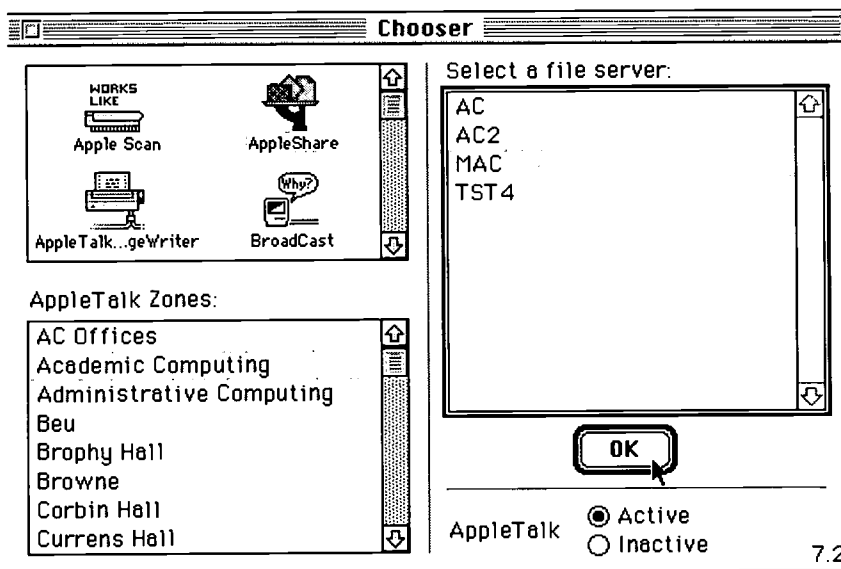 Chooser
WORKS
LIKE
Apple Scan
AppleShare
Why?
AppleTalk...geWriter
BroadCast
AppleTalk Zones:
AC Offices
Academic Computing
Administrative Computing
Beu
Brophy Hall
Browne
Corbin Hall
Currens Hall
Select a file server:
AC
AC2
MAC
TST4
OK
AppleTalk
Active
Inactive
7.2